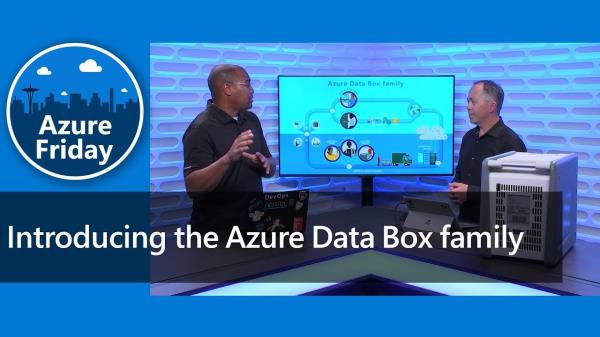 Azure
Friday
Azure Data Box family
DevOps
Introducing the Azure Data Box family